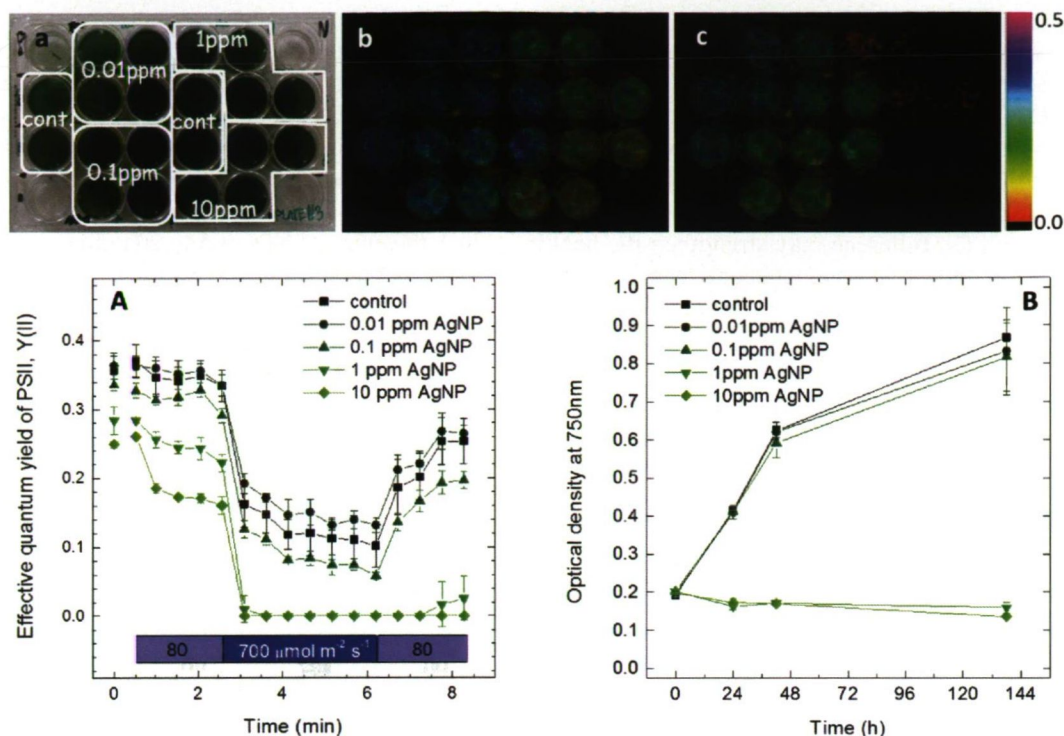 a
1ppm
0.01ppm
cont.
cont.
0.1ppm
10ppm
PLATE#3
b
c
0.5
0.0
A
control
0.01 ppm AgNP
0.1 ppm AgNP
1 ppm AgNP
10 ppm AgNP
Effective quantum yield of PSII, Y(II)
0.4
0.3
0.2
0.1
0.0
80
700 µmol m⁻² s⁻¹
80
0 2 4 6 8
Time (min)
B
control
0.01ppm AgNP
0.1ppm AgNP
1ppm AgNP
10ppm AgNP
Optical density at 750nm
1.0
0.9
0.8
0.7
0.6
0.5
0.4
0.3
0.2
0.1
0.0
0 24 48 72 96 120 144
Time (h)